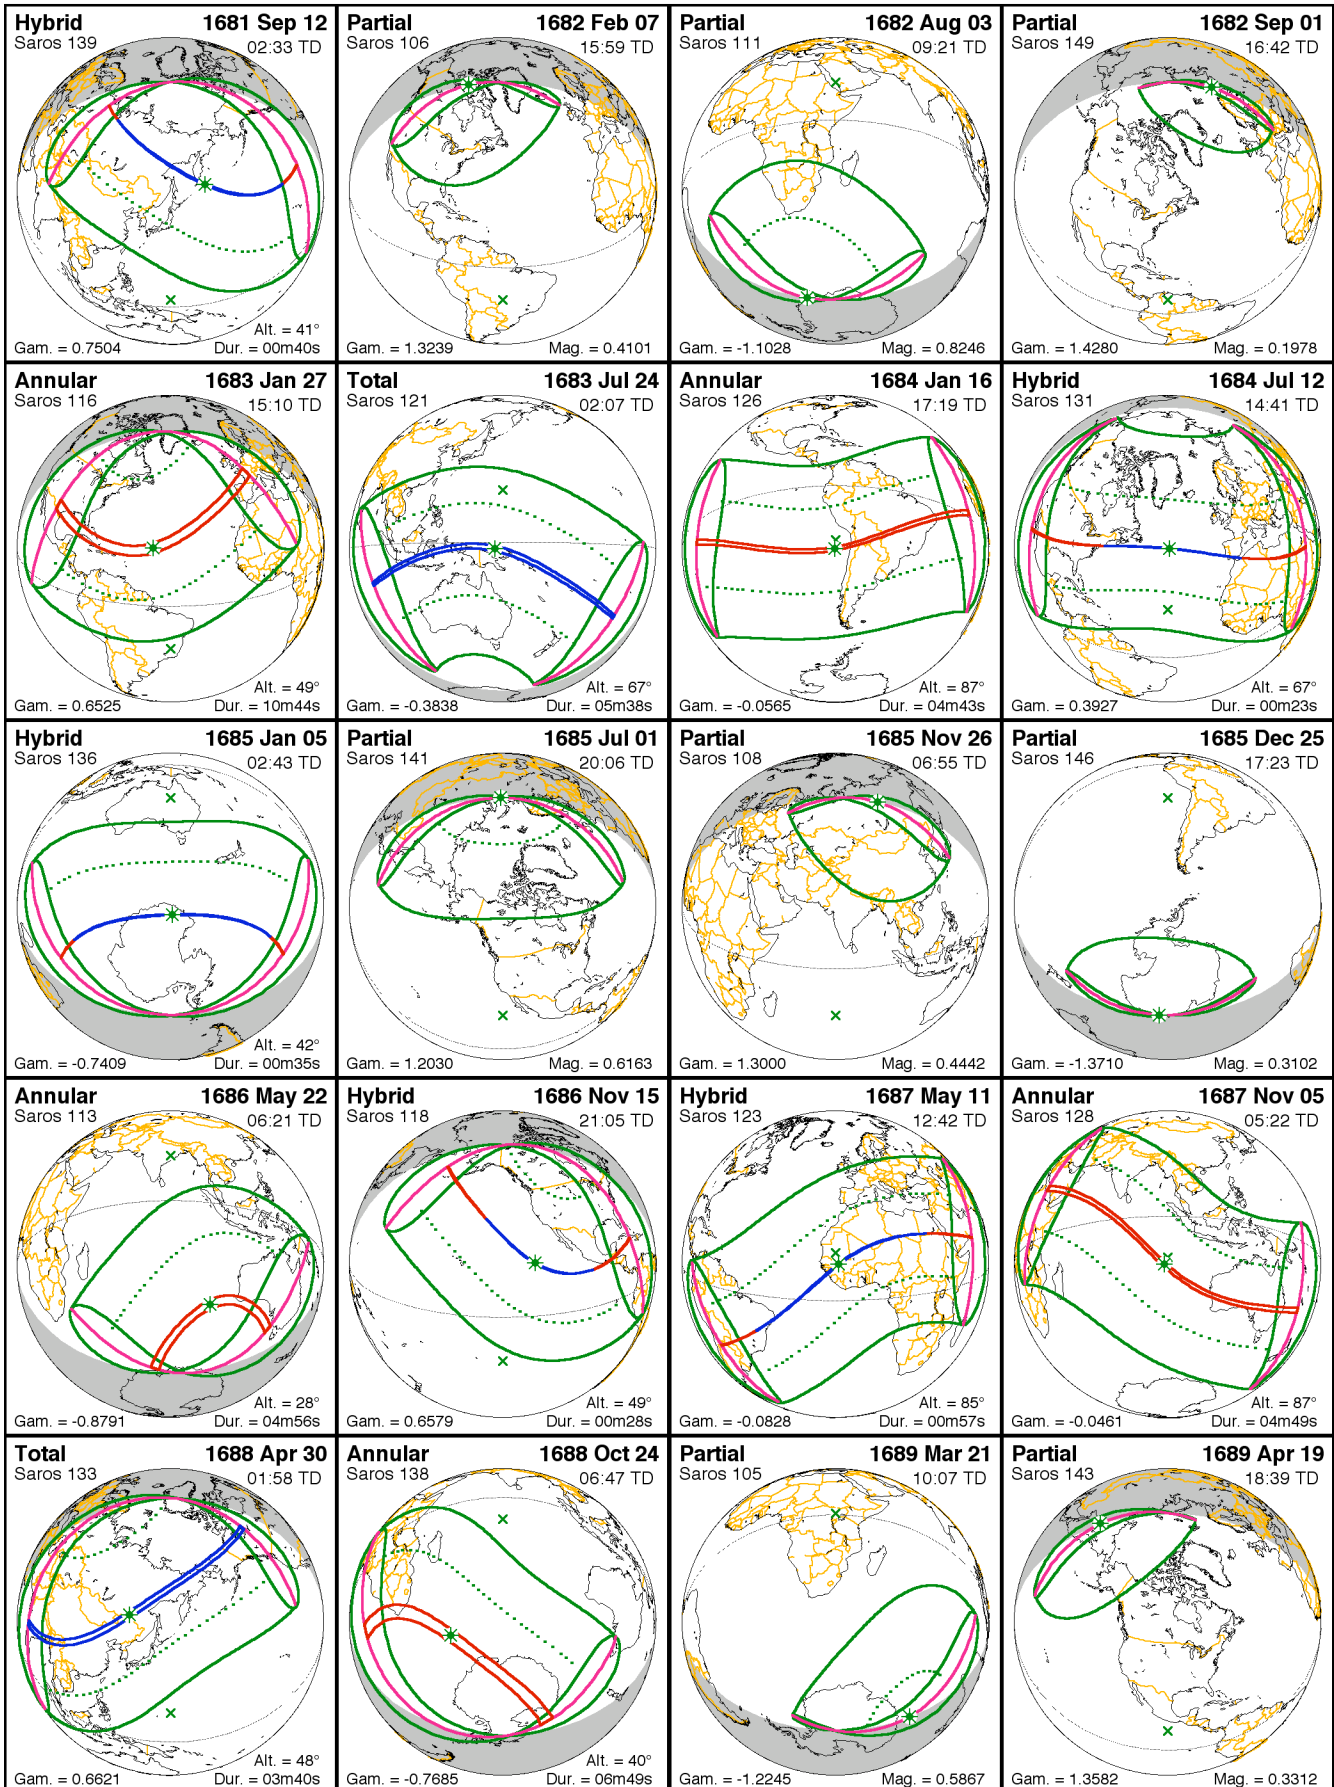 Hybrid 1681 Sep 12
Saros 139 02:33 TD
Alt. = 41°
Gam. = 0.7504 Dur. = 00m40s
Partial 1682 Feb 07
Saros 106 15:59 TD
Gam. = 1.3239 Mag. = 0.4101
Partial 1682 Aug 03
Saros 111 09:21 TD
Gam. = -1.1028 Mag. = 0.8246
Partial 1682 Sep 01
Saros 149 16:42 TD
Gam. = 1.4280 Mag. = 0.1978
Annular 1683 Jan 27
Saros 116 15:10 TD
Alt. = 49°
Gam. = 0.6525 Dur. = 10m44s
Total 1683 Jul 24
Saros 121 02:07 TD
Alt. = 67°
Gam. = -0.3838 Dur. = 05m38s
Annular 1684 Jan 16
Saros 126 17:19 TD
Alt. = 87°
Gam. = -0.0565 Dur. = 04m43s
Hybrid 1684 Jul 12
Saros 131 14:41 TD
Alt. = 67°
Gam. = 0.3927 Dur. = 00m23s
Hybrid 1685 Jan 05
Saros 136 02:43 TD
Alt. = 42°
Gam. = -0.7409 Dur. = 00m35s
Partial 1685 Jul 01
Saros 141 20:06 TD
Gam. = 1.2030 Mag. = 0.6163
Partial 1685 Nov 26
Saros 108 06:55 TD
Gam. = 1.3000 Mag. = 0.4442
Partial 1685 Dec 25
Saros 146 17:23 TD
Gam. = -1.3710 Mag. = 0.3102
Annular 1686 May 22
Saros 113 06:21 TD
Alt. = 28°
Gam. = -0.8791 Dur. = 04m56s
Hybrid 1686 Nov 15
Saros 118 21:05 TD
Alt. = 49°
Gam. = 0.6579 Dur. = 00m28s
Hybrid 1687 May 11
Saros 123 12:42 TD
Alt. = 85°
Gam. = -0.0828 Dur. = 00m57s
Annular 1687 Nov 05
Saros 128 05:22 TD
Alt. = 87°
Gam. = -0.0461 Dur. = 04m49s
Total 1688 Apr 30
Saros 133 01:58 TD
Alt. = 48°
Gam. = 0.6621 Dur. = 03m40s
Annular 1688 Oct 24
Saros 138 06:47 TD
Alt. = 40°
Gam. = -0.7685 Dur. = 06m49s
Partial 1689 Mar 21
Saros 105 10:07 TD
Gam. = -1.2245 Mag. = 0.5867
Partial 1689 Apr 19
Saros 143 18:39 TD
Gam. = 1.3582 Mag. = 0.3312